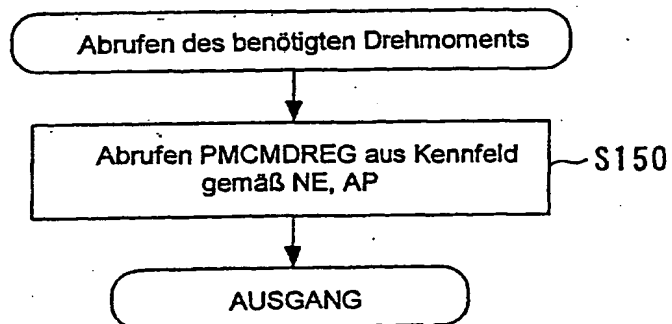 Abrufen des benötigten Drehmoments
Abrufen PMCMDREG aus Kennfeld
gemäß NE, AP
S150
AUSGANG